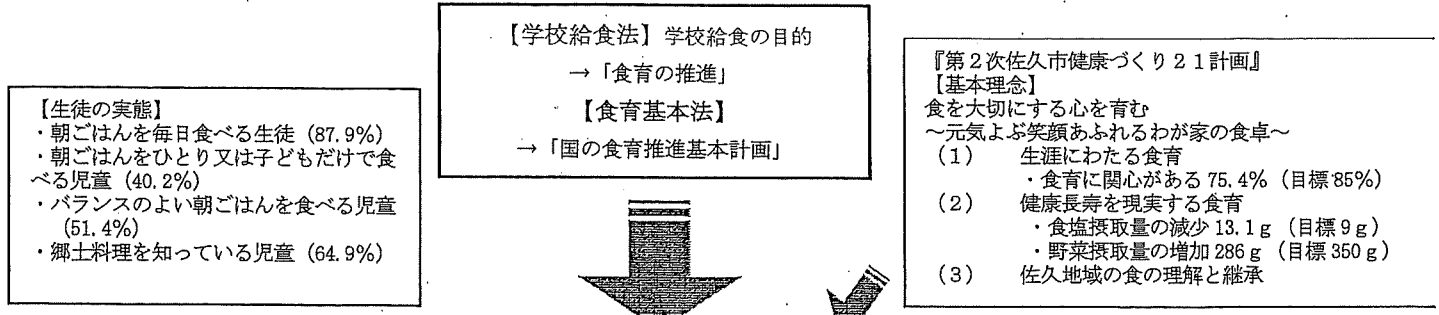 【生徒の実態】
・朝ごはんを毎日食べる生徒 (87.9%)
・朝ごはんをひとり又は子どもだけで食
べる児童 (40.2%)
・バランスのよい朝ごはんを食べる児童
(51.4%)
・郷土料理を知っている児童 (64.9%)
【学校給食法】学校給食の目的
→「食育の推進」
【食育基本法】
→「国の食育推進基本計画」
『第2次佐久市健康づくり21計画』
【基本理念】
食を大切にする心を育む
～元気よぶ笑顔あふれるわが家の食卓～
(1) 生涯にわたる食育
・食育に関心がある 75.4% (目標 85%)
(2) 健康長寿を現実する食育
・食塩摂取量の減少 13.1g (目標 9g)
・野菜摂取量の増加 286g (目標 350g)
(3) 佐久地域の食の理解と継承